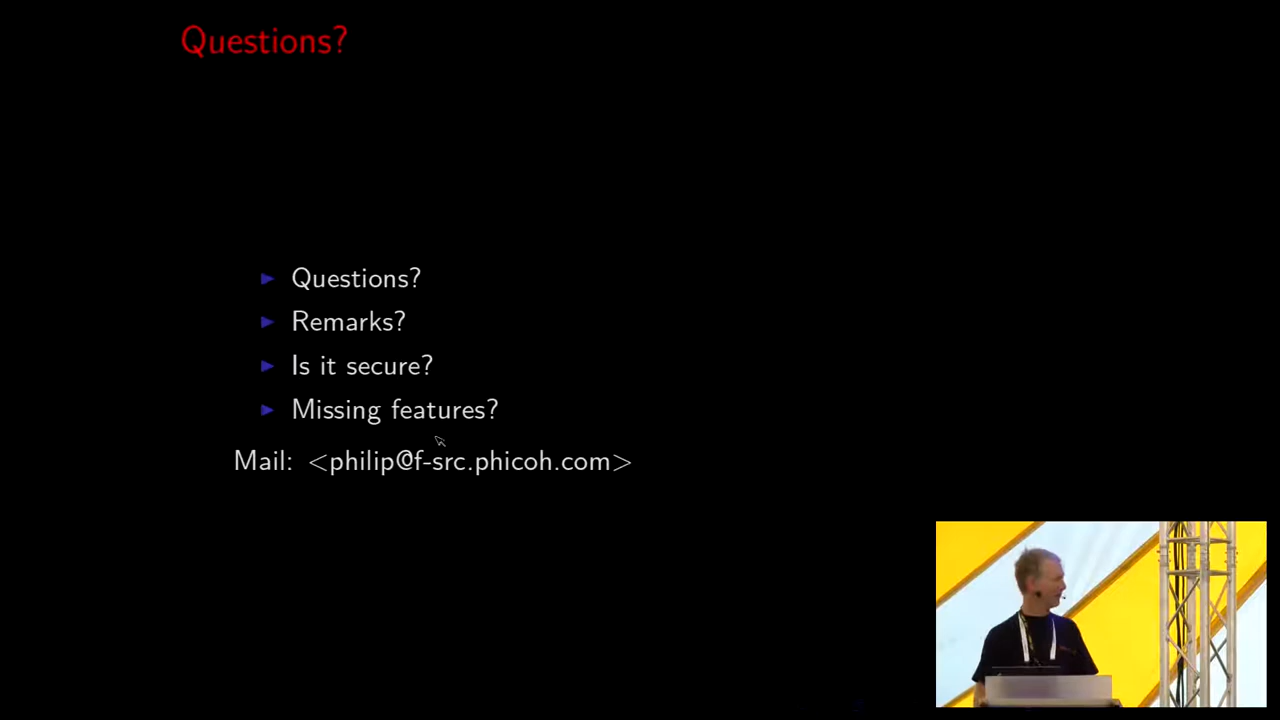 Questions?
Questions?
Remarks?
Is it secure?
Missing features?
Mail: <philip@f-src.phicoh.com>